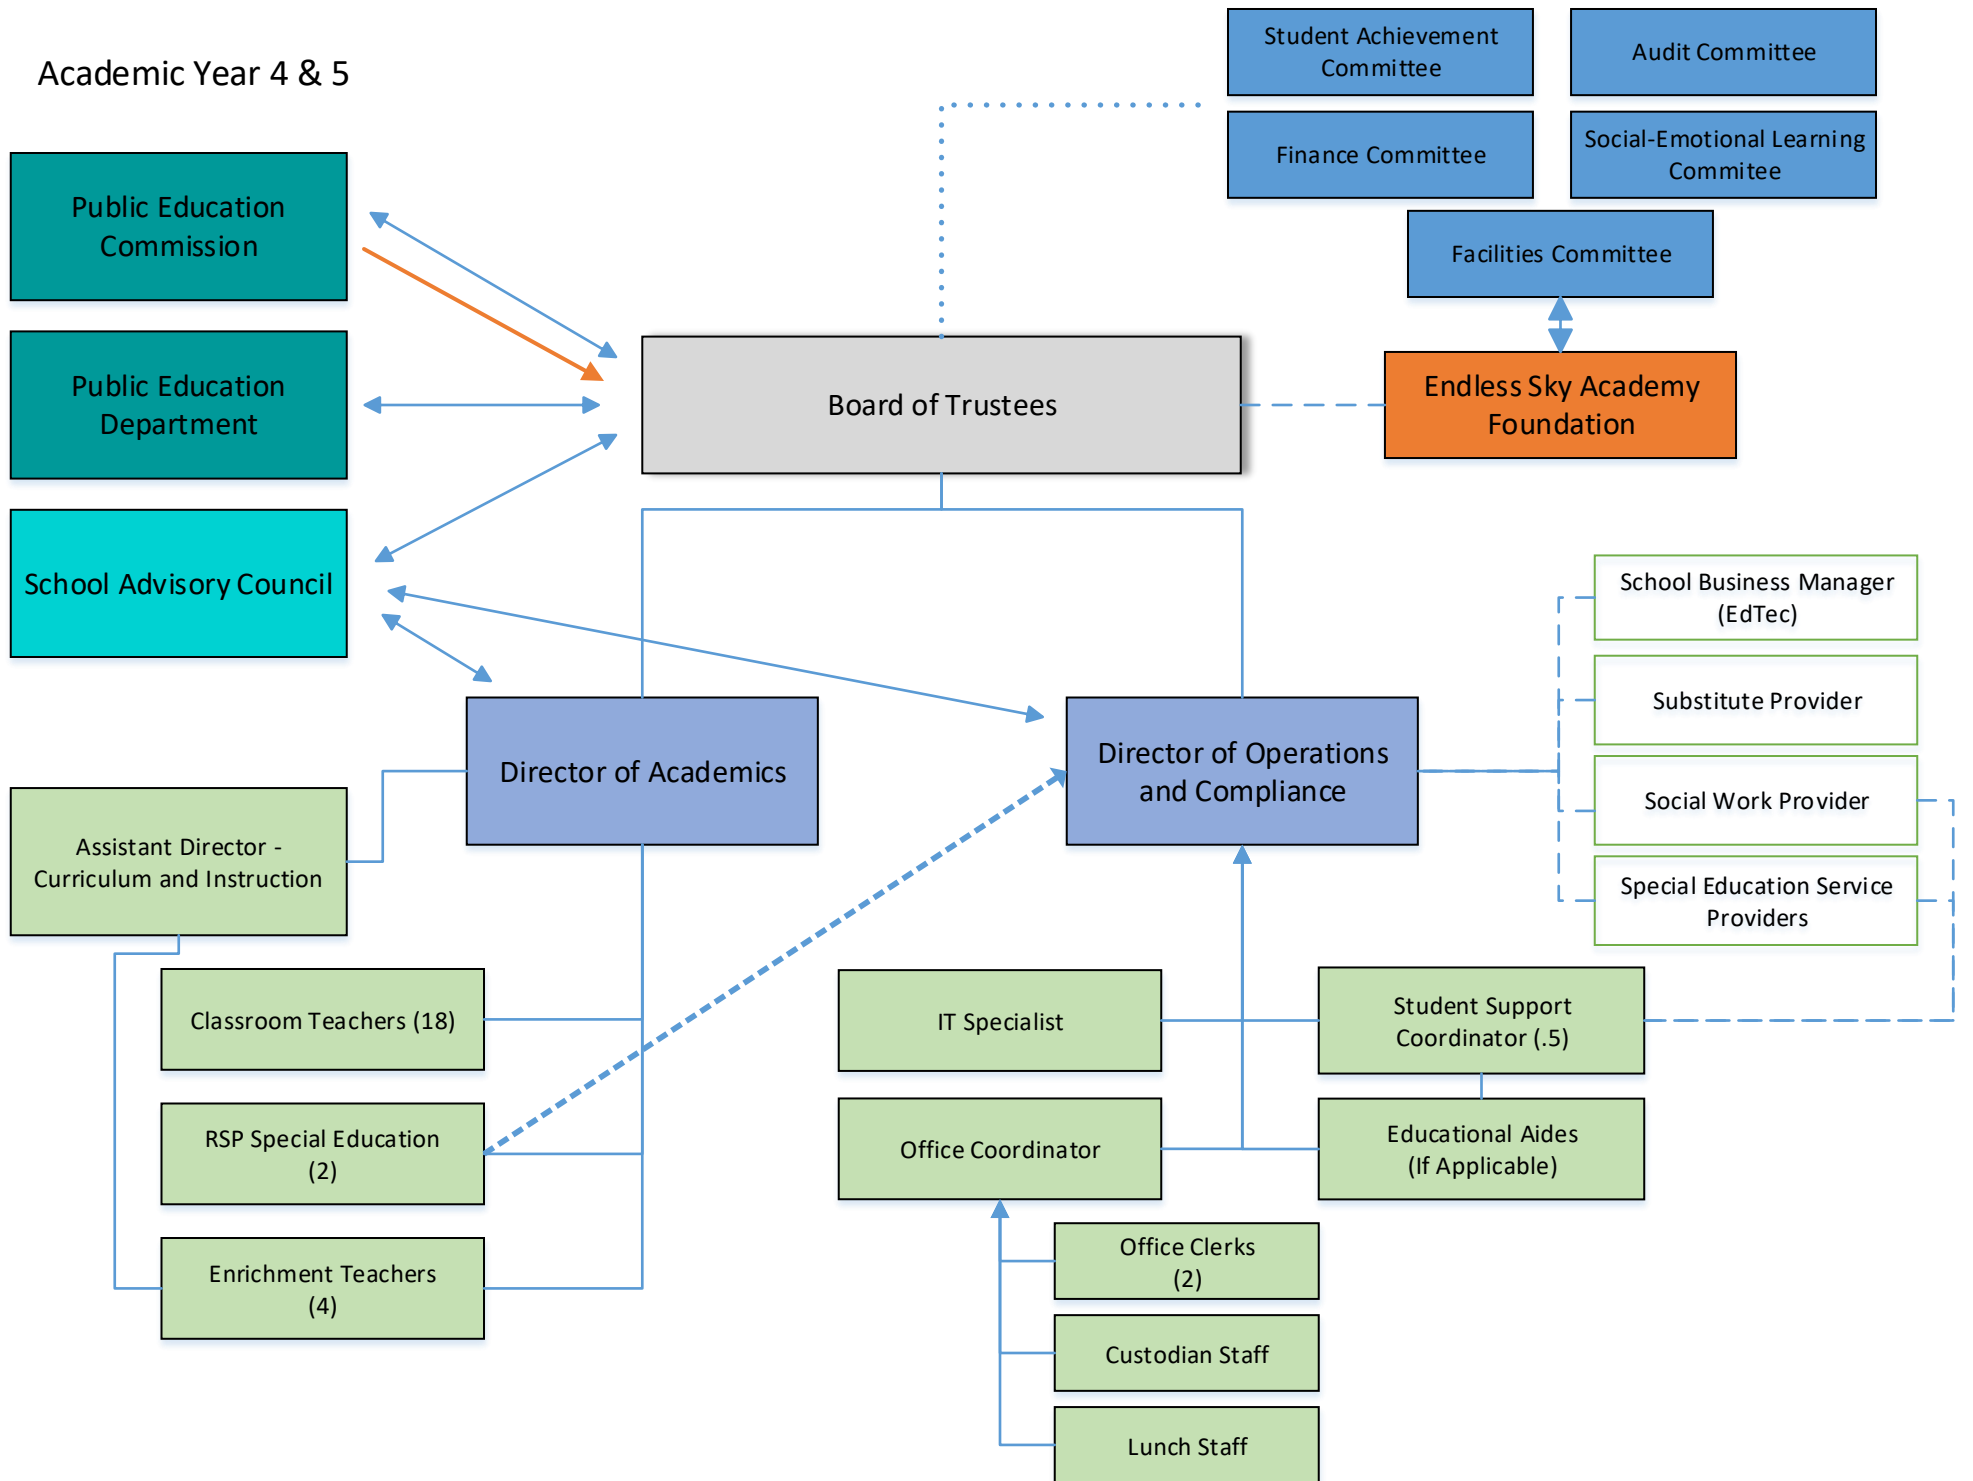 Academic Year 4 & 5
Student Achievement
Committee
Audit Committee
Finance Committee
Social-Emotional Learning
Commitee
Facilities Committee
Public Education
Commission
Public Education
Department
School Advisory Council
Board of Trustees
Endless Sky Academy
Foundation
Director of Academics
Director of Operations
and Compliance
School Business Manager
(EdTec)
Substitute Provider
Social Work Provider
Special Education Service
Providers
Assistant Director -
Curriculum and Instruction
Classroom Teachers (18)
RSP Special Education
(2)
Enrichment Teachers
(4)
IT Specialist
Student Support
Coordinator (.5)
Office Coordinator
Educational Aides
(If Applicable)
Office Clerks
(2)
Custodian Staff
Lunch Staff